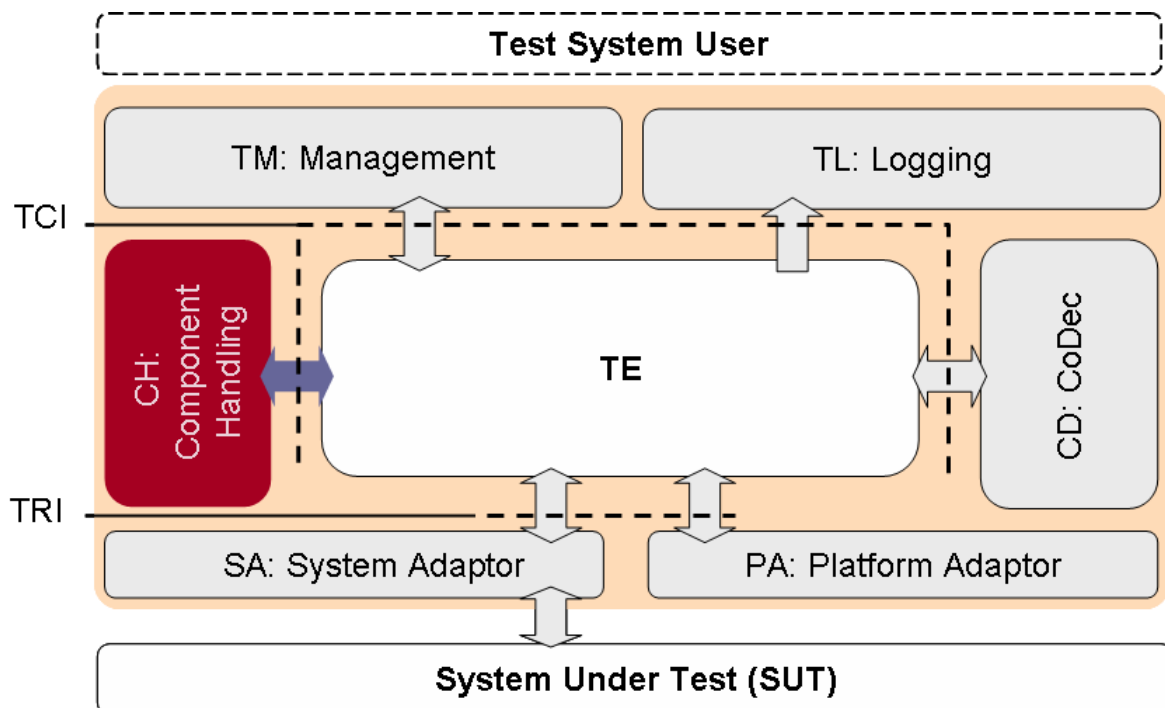 Test System User
TM: Management
TL: Logging
TCI
CH:
Component
Handling
TE
CD: CoDec
TRI
SA: System Adaptor
PA: Platform Adaptor
System Under Test (SUT)